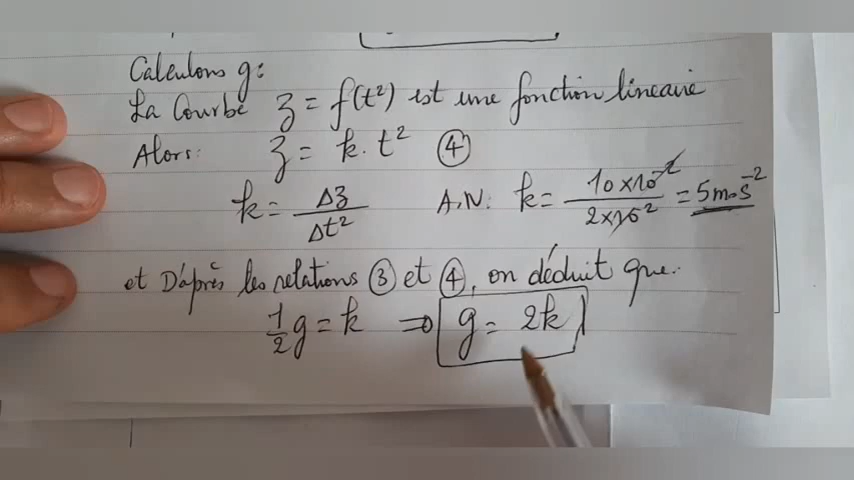 Calculons g:
La Courbe z = f(t²) est une fonction lineaire
Alors: z = k. t² ④
k = Δz/Δt² A.N: k = 10×10⁻²/2×10⁻² = 5m.s⁻²
et D'après les relations ③ et ④, on déduit que.
1/2 g = k ⇒ g = 2k